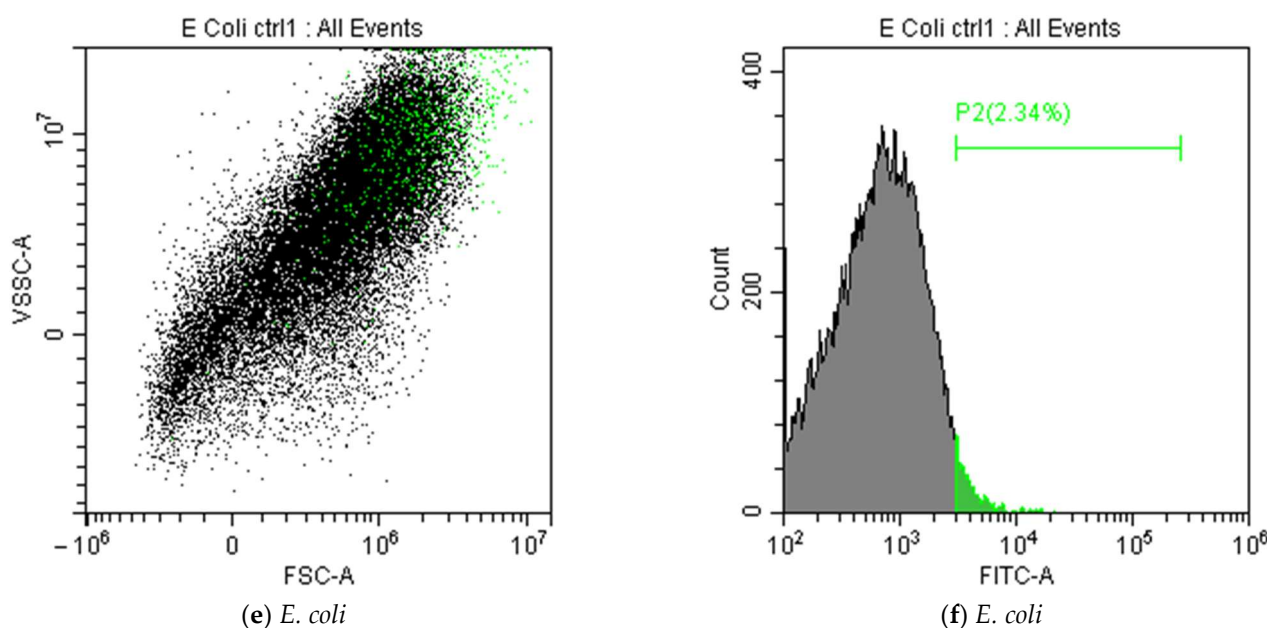 E Coli ctrl1 : All Events
VSSC-A
10⁷
0
−10⁶ 0 10⁶ 10⁷
FSC-A
(e) E. coli
E Coli ctrl1 : All Events
Count
400
200
0
P2(2.34%)
10² 10³ 10⁴ 10⁵ 10⁶
FITC-A
(f) E. coli